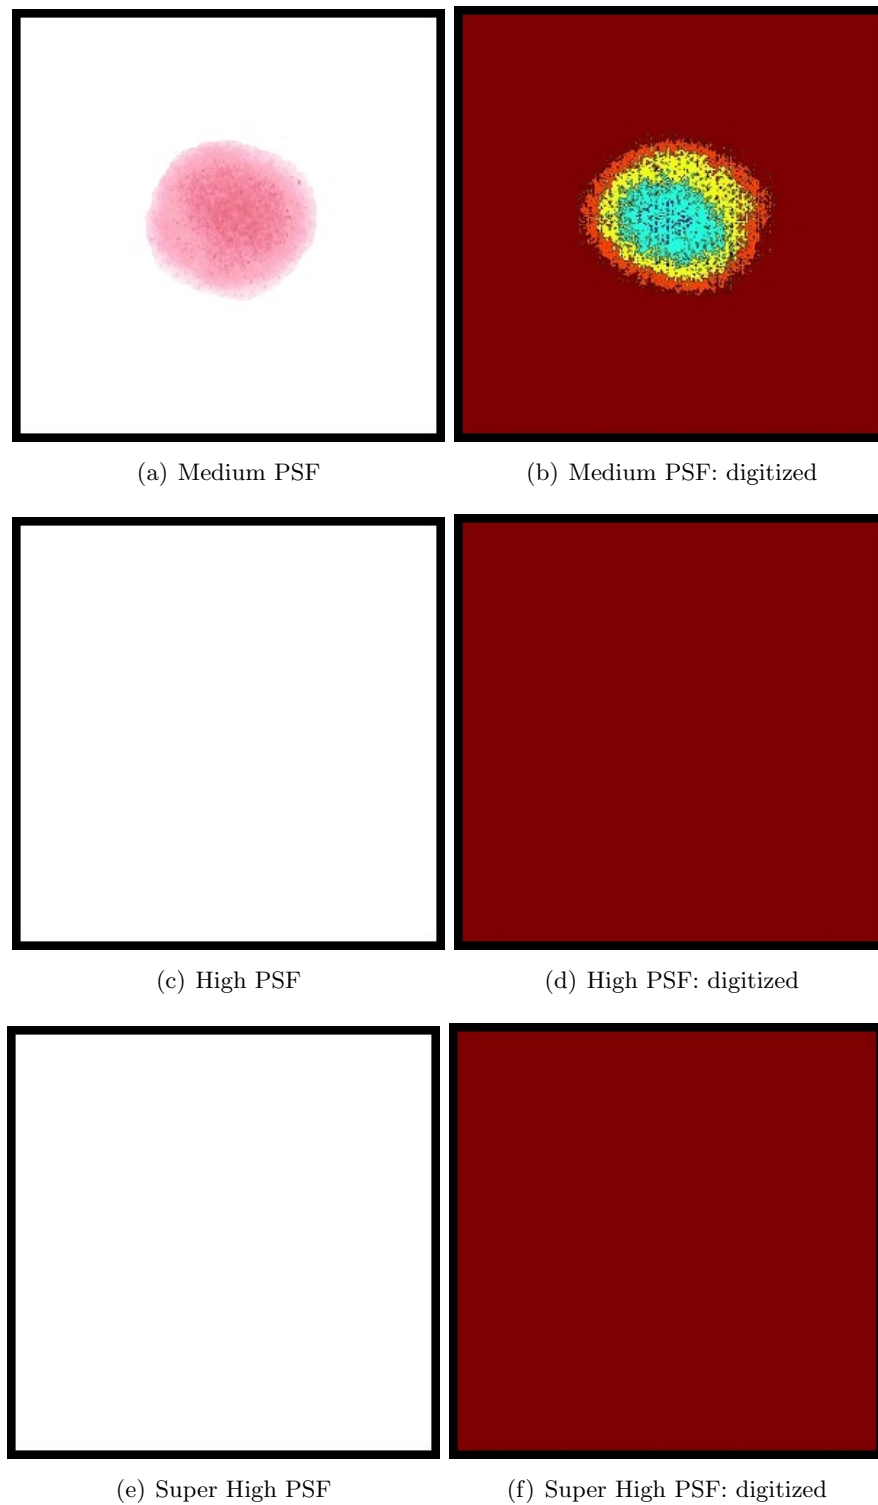 (a) Medium PSF
(b) Medium PSF: digitized
(c) High PSF
(d) High PSF: digitized
(e) Super High PSF
(f) Super High PSF: digitized